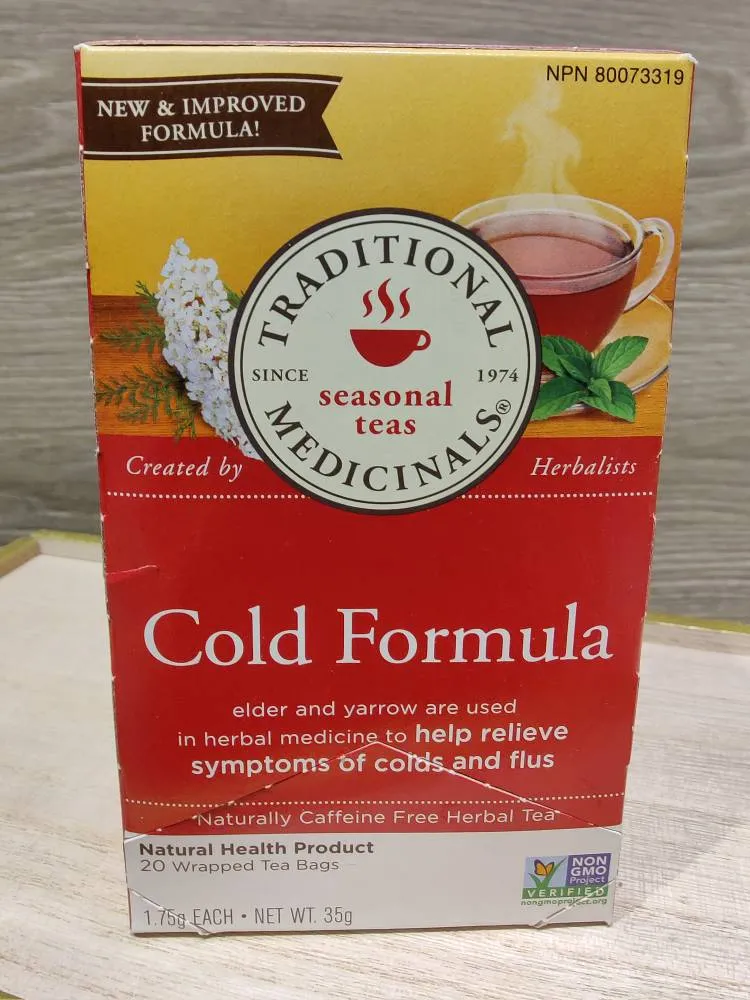 NPN 80073319
NEW & IMPROVED
FORMULA!
TRADITIONAL
SINCE 1974
seasonal
teas
MEDICINALS®
Created by Herbalists
Cold Formula
elder and yarrow are used
in herbal medicine to help relieve
symptoms of colds and flus
Naturally Caffeine Free Herbal Tea
Natural Health Product
20 Wrapped Tea Bags
NON
GMO
Project
VERIFIED
nongmoproject.org
1.75g EACH • NET WT. 35g